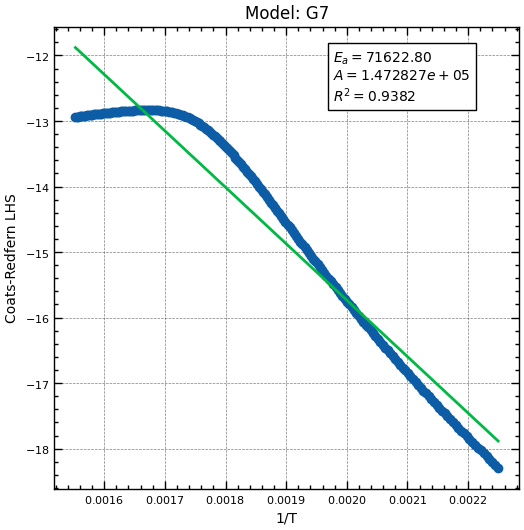 Model: G7
E_a = 71622.80
A = 1.472827e + 05
R² = 0.9382
−12
−13
−14
−15
−16
−17
−18
Coats-Redfern LHS
0.0016 0.0017 0.0018 0.0019 0.0020 0.0021 0.0022
1/T